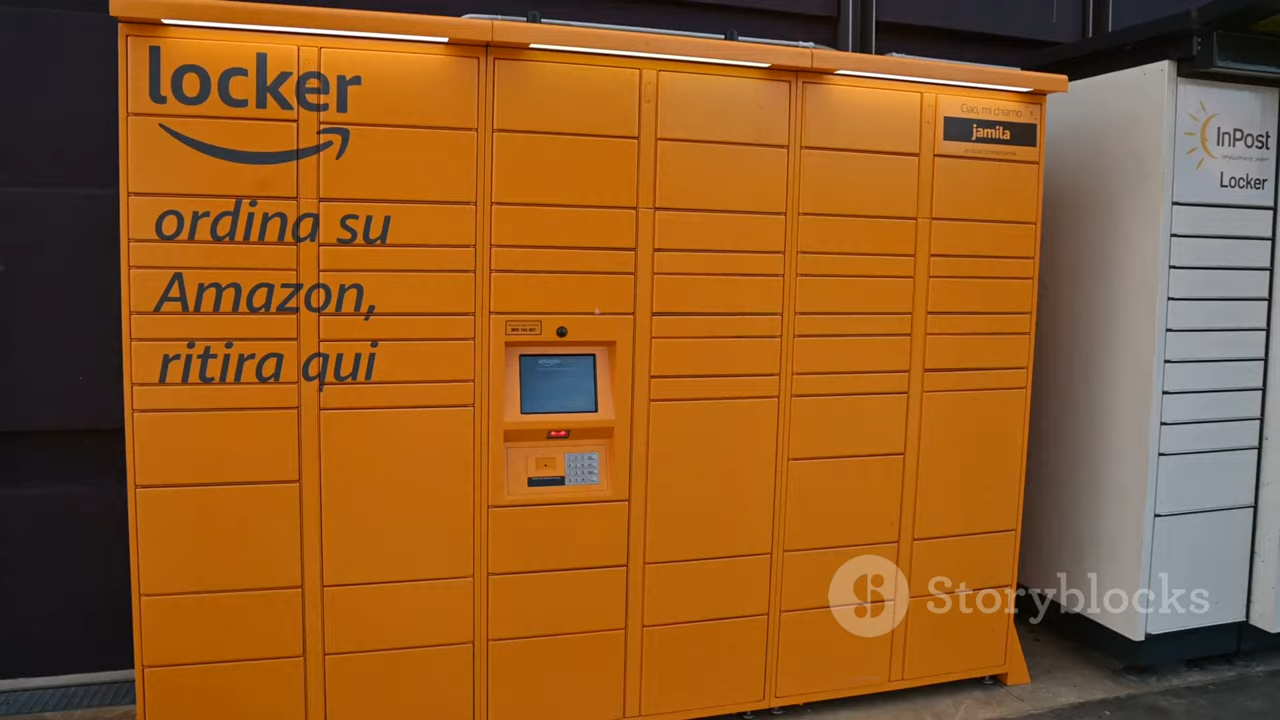 locker
ordina su
Amazon,
ritira qui
Ciao, mi chiamo
jamila
InPost
Locker
Storyblocks